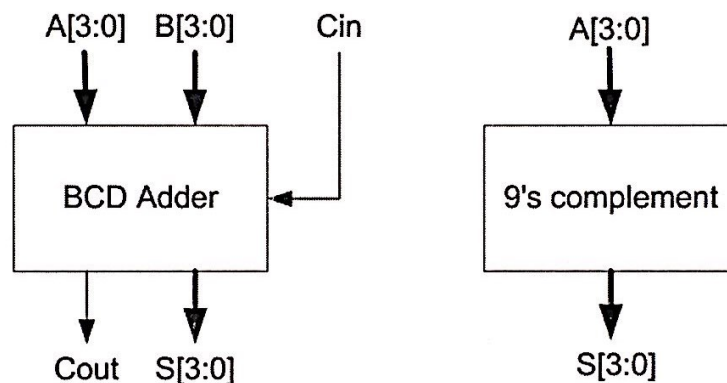 A[3:0] B[3:0] Cin A[3:0]
BCD Adder 9's complement
Cout S[3:0] S[3:0]